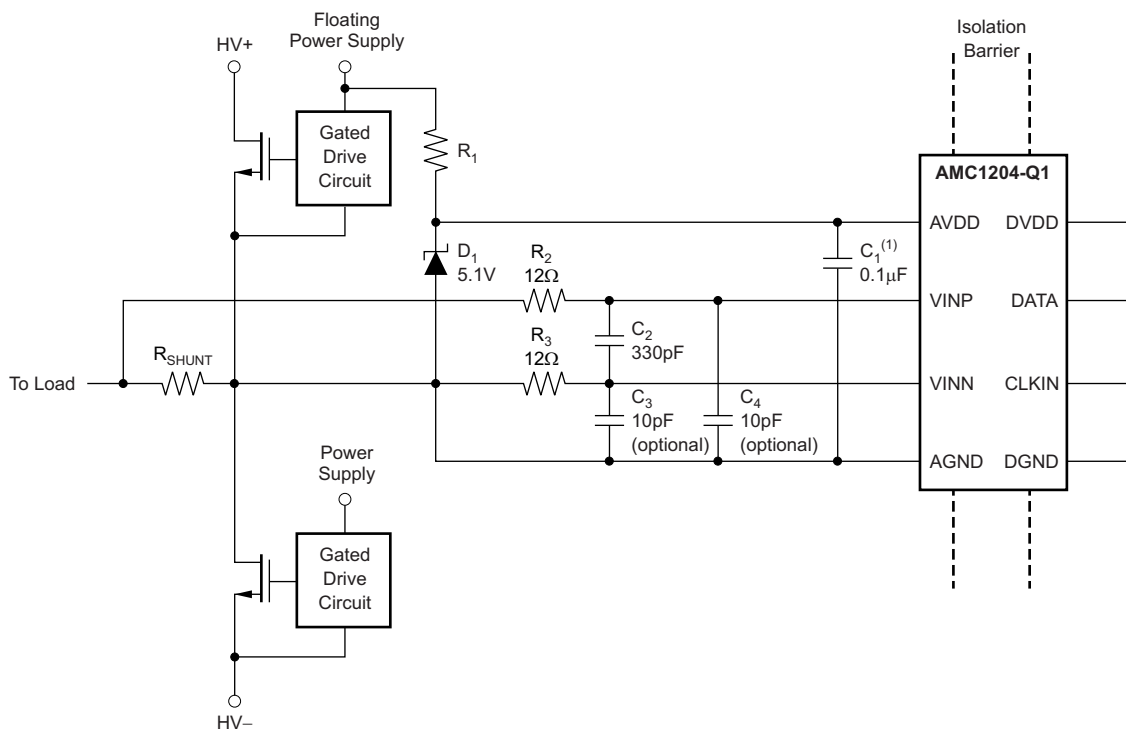 Floating
Power Supply
HV+
Isolation
Barrier
Gated
Drive
Circuit
R1
AMC1204-Q1
AVDD
DVDD
D1
5.1V
R2
12Ω
C1(1)
0.1μF
VINP
DATA
C2
330pF
R3
12Ω
RSHUNT
To Load
VINN
CLKIN
C3
10pF
(optional)
C4
10pF
(optional)
AGND
DGND
Power
Supply
Gated
Drive
Circuit
HV−